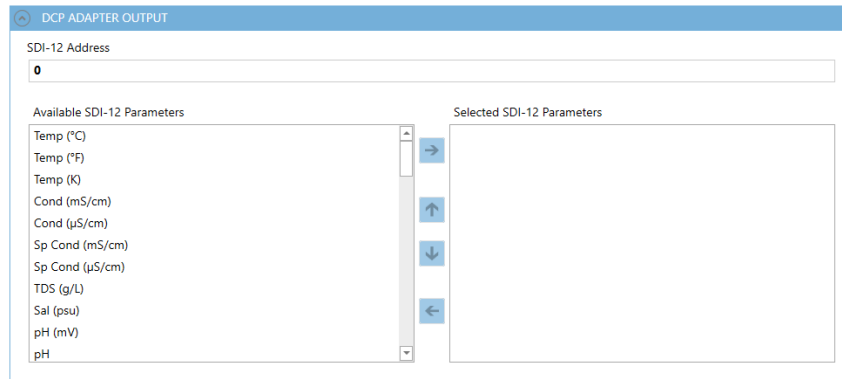 DCP ADAPTER OUTPUT
SDI-12 Address
0
Available SDI-12 Parameters
Selected SDI-12 Parameters
Temp (°C)
Temp (°F)
Temp (K)
Cond (mS/cm)
Cond (µS/cm)
Sp Cond (mS/cm)
Sp Cond (µS/cm)
TDS (g/L)
Sal (psu)
pH (mV)
pH